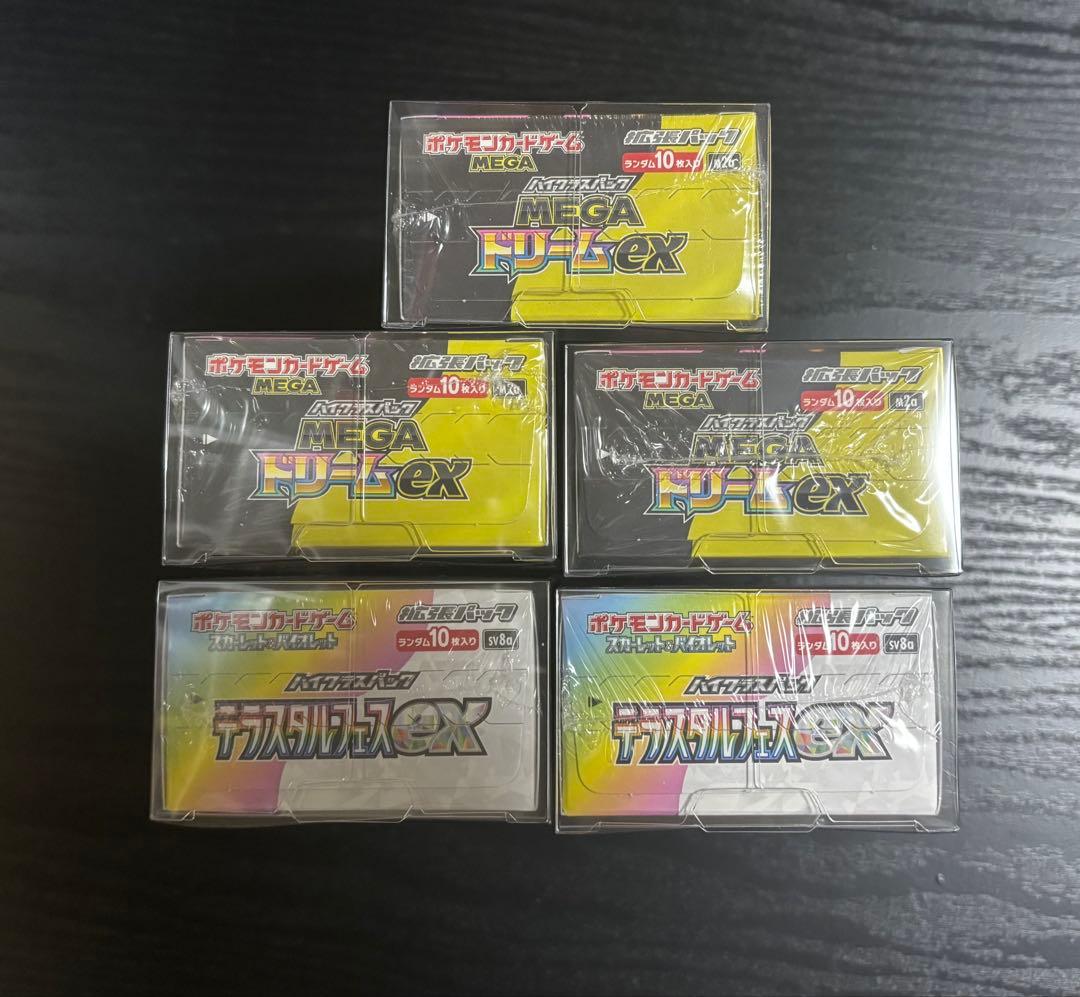 ポケモンカードゲーム
MEGA
拡張パック
ランダム10枚入り
ハイクラスパック
MEGA
ドリームex
ポケモンカードゲーム
MEGA
拡張パック
ランダム10枚入り
ハイクラスパック
MEGA
ドリームex
ポケモンカードゲーム
MEGA
拡張パック
ランダム10枚入り M2a
ハイクラスパック
MEGA
ドリームex
ポケモンカードゲーム
スカーレット&バイオレット
拡張パック
ランダム10枚入り SV8a
ハイクラスパック
テラスタルフェスex
ポケモンカードゲーム
スカーレット&バイオレット
拡張パック
ランダム10枚入り SV8a
ハイクラスパック
テラスタルフェスex